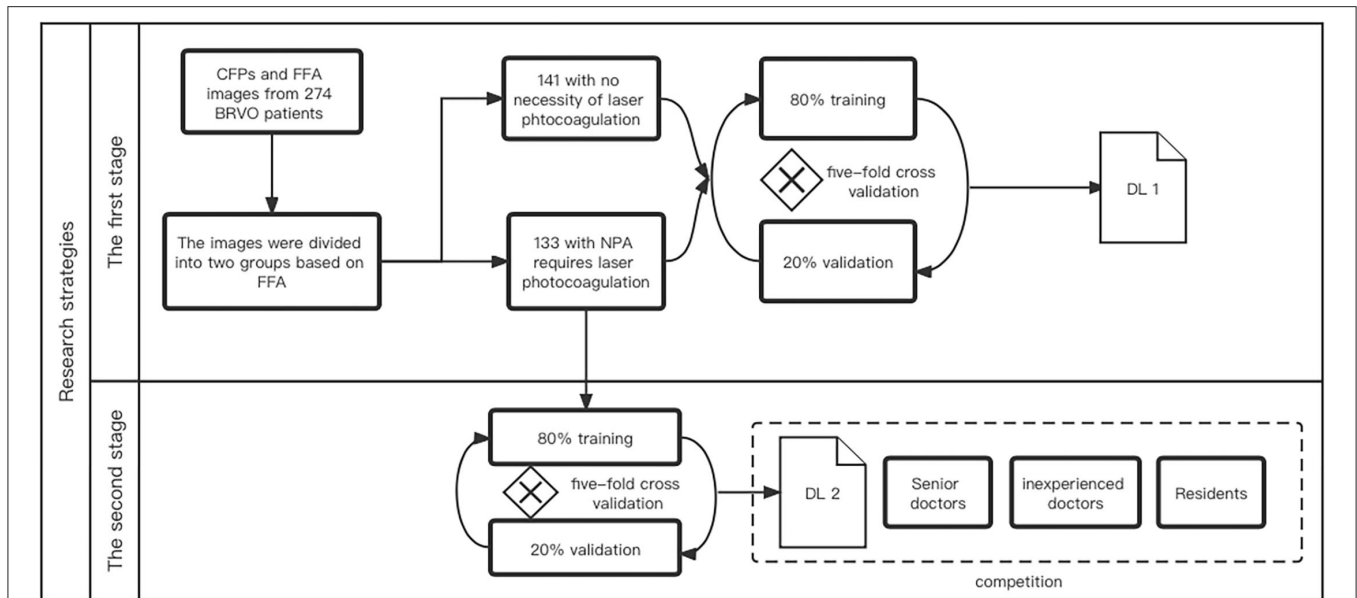 Research strategies
The first stage
CFPs and FFA
images from 274
BRVO patients
The images were divided
into two groups based on
FFA
141 with no
necessity of laser
phtocoagulation
133 with NPA
requires laser
photocoagulation
80% training
five-fold cross
validation
20% validation
DL 1
The second stage
80% training
five-fold cross
validation
20% validation
DL 2
Senior
doctors
inexperienced
doctors
Residents
competition